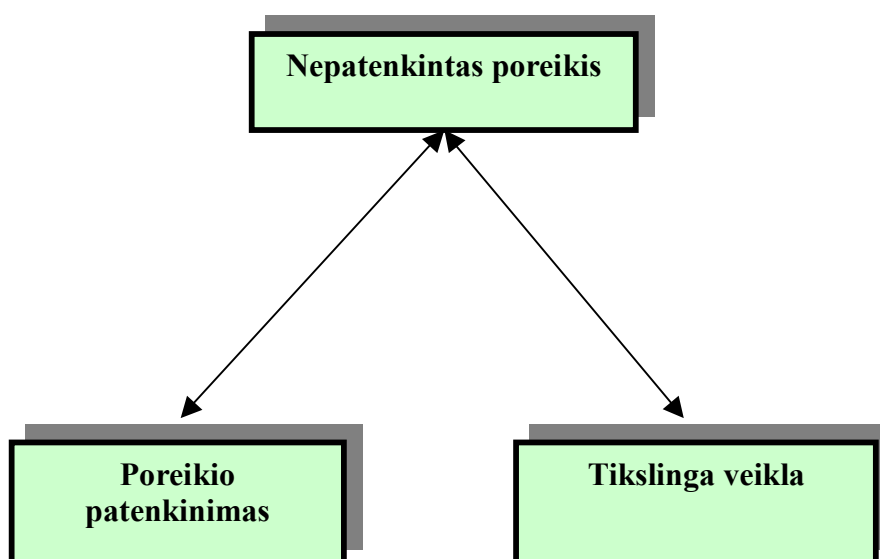 Nepatenkintas poreikis
Poreikio
patenkinimas
Tikslinga veikla